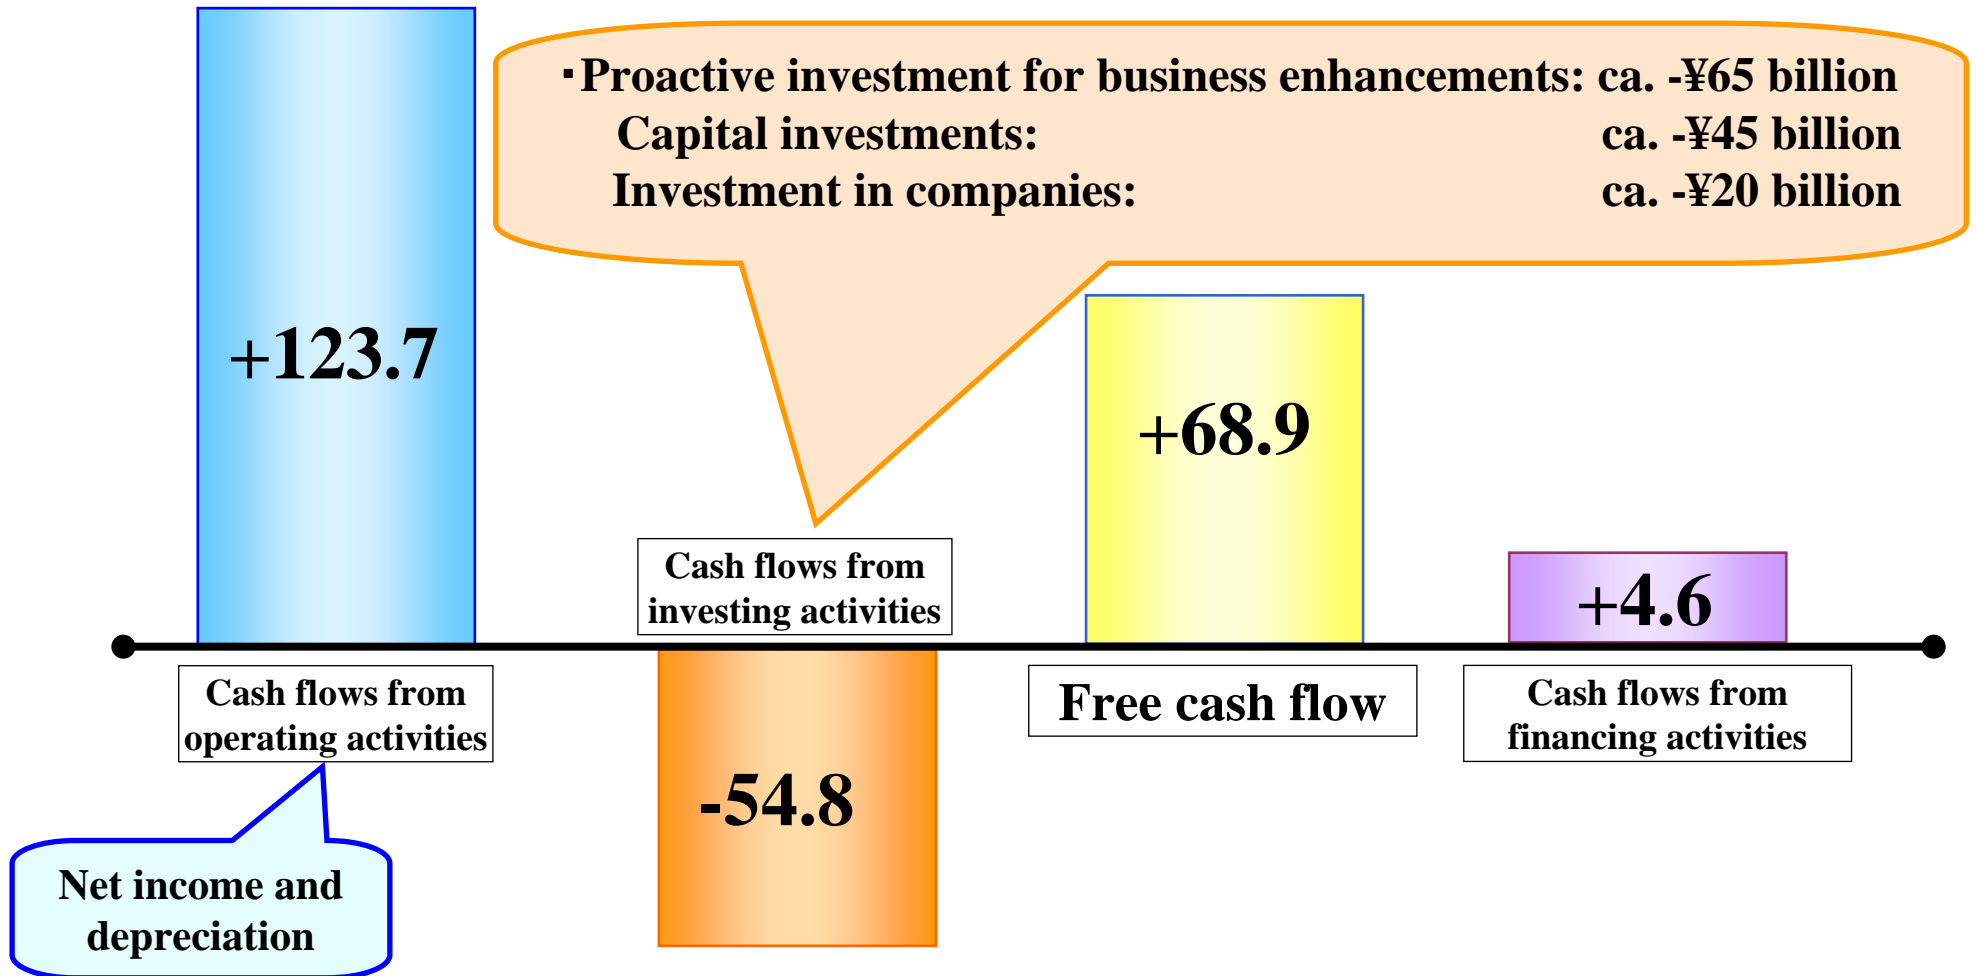 ▪Proactive investment for business enhancements: ca. -¥65 billion
Capital investments: ca. -¥45 billion
Investment in companies: ca. -¥20 billion
+123.7
+68.9
Cash flows from
investing activities
+4.6
Cash flows from
operating activities
Free cash flow
Cash flows from
financing activities
-54.8
Net income and
depreciation